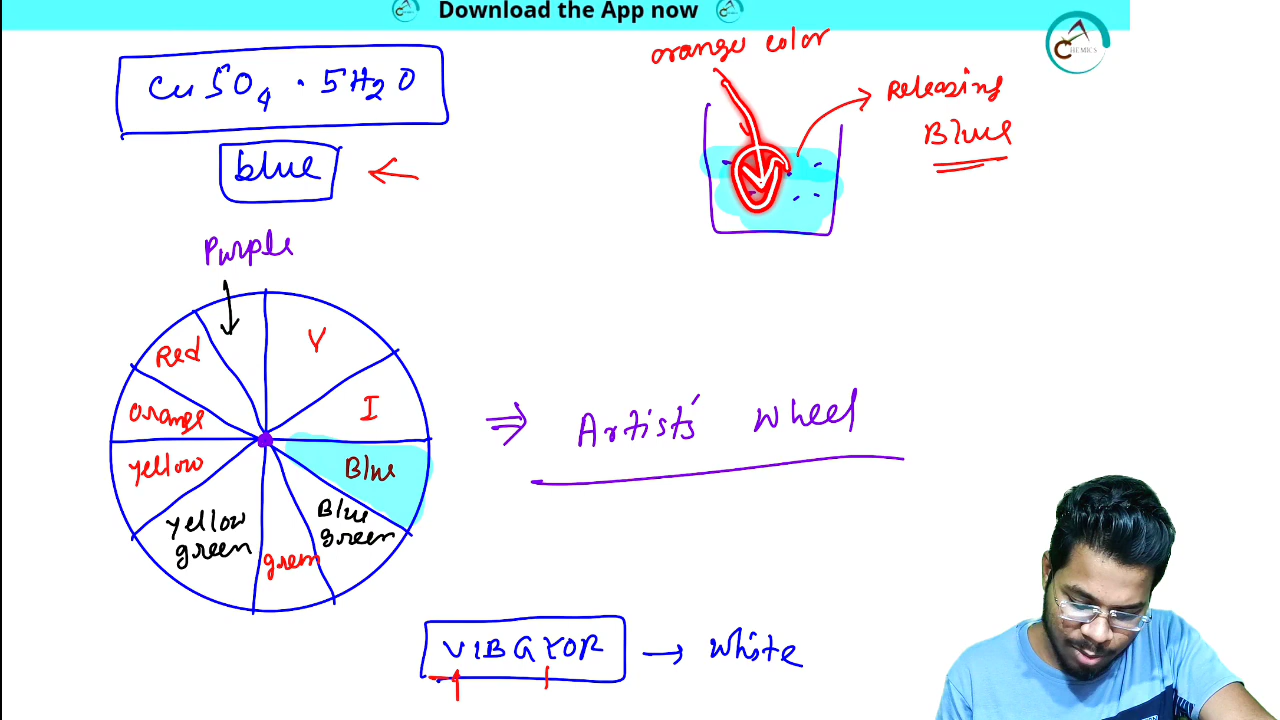 Download the App now
CHEMICS
CuSO4 · 5H2O
blue
orange color
Releasing
Blue
Purple
Red
V
orange
I
yellow
Blue
yellow
green
green
Blue
green
⇒ Artists' Wheel
VIBGYOR → White